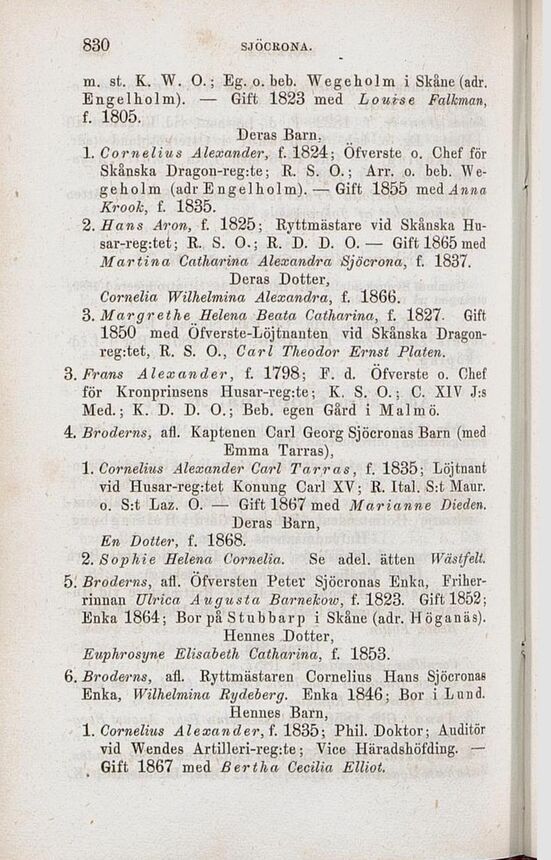 830 SJÖCRONA.
m. st. K. W. O.; Eg. o. beb. Wegeholm i Skåne (adr.
Engelholm). — Gift 1823 med Louise Falkman,
f. 1805.
Deras Barn,
1. Cornelius Alexander, f. 1824; Öfverste o. Chef för
Skånska Dragon-reg:te; R. S. O.; Arr. o. beb. We-
geholm (adr Engelholm). — Gift 1855 med Anna
Krook, f. 1835.
2. Hans Aron, f. 1825; Ryttmästare vid Skånska Hu-
sar-reg:tet; R. S. O.; R. D. D. O. — Gift 1865 med
Martina Catharina Alexandra Sjöcrona, f. 1837.
Deras Dotter,
Cornelia Wilhelmina Alexandra, f. 1866.
3. Margrethe Helena Beata Catharina, f. 1827. Gift
1850 med Öfverste-Löjtnanten vid Skånska Dragon-
reg:tet, R. S. O., Carl Theodor Ernst Platen.
3. Frans Alexander, f. 1798; F. d. Öfverste o. Chef
för Kronprinsens Husar-reg:te; K. S. O.; C. XIV J:s
Med.; K. D. D. O.; Beb. egen Gård i Malmö.
4. Broderns, afl. Kaptenen Carl Georg Sjöcronas Barn (med
Emma Tarras),
1. Cornelius Alexander Carl Tarras, f. 1835; Löjtnant
vid Husar-reg:tet Konung Carl XV; R. Ital. S:t Maur.
o. S:t Laz. O. — Gift 1867 med Marianne Dieden.
Deras Barn,
En Dotter, f. 1868.
2. Sophie Helena Cornelia. Se adel. ätten Wästfelt.
5. Broderns, afl. Öfversten Peter Sjöcronas Enka, Friher-
rinnan Ulrica Augusta Barnekow, f. 1823. Gift 1852;
Enka 1864; Bor på Stubbarp i Skåne (adr. Höganäs).
Hennes Dotter,
Euphrosyne Elisabeth Catharina, f. 1853.
6. Broderns, afl. Ryttmästaren Cornelius Hans Sjöcronas
Enka, Wilhelmina Rydeberg. Enka 1846; Bor i Lund.
Hennes Barn,
1. Cornelius Alexander, f. 1835; Phil. Doktor; Auditör
vid Wendes Artilleri-reg:te; Vice Häradshöfding. —
Gift 1867 med Bertha Cecilia Elliot.